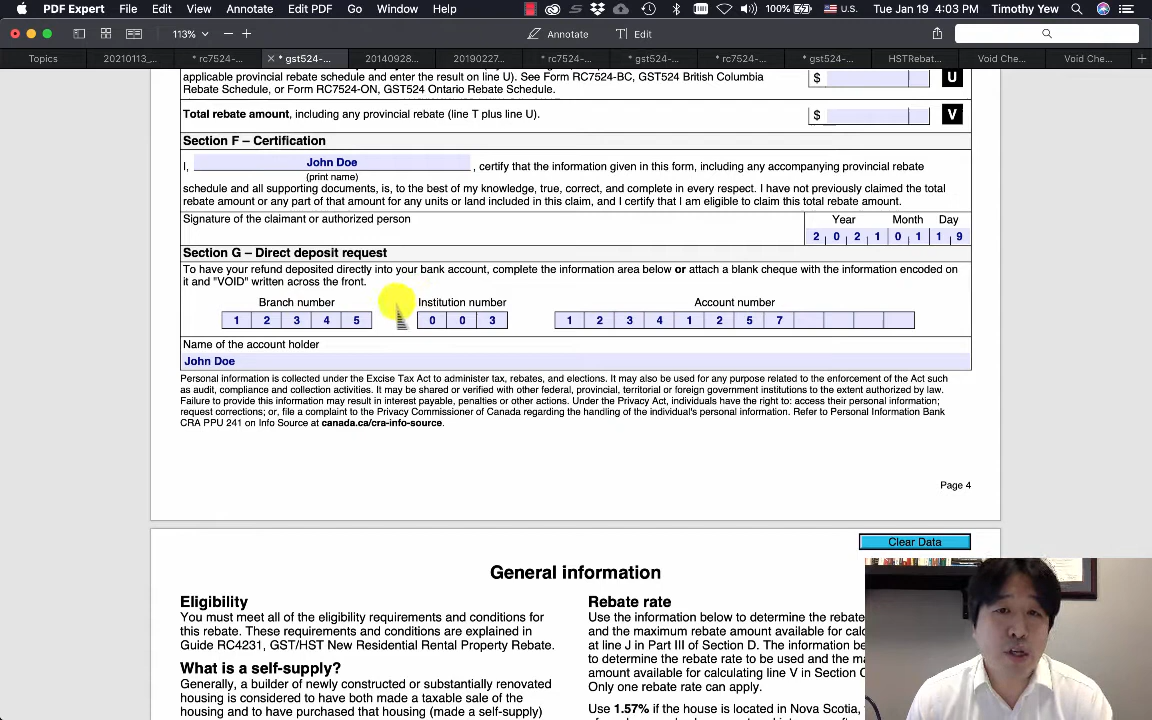 PDF Expert File Edit View Annotate Edit PDF Go Window Help 100% U.S. Tue Jan 19 4:03 PM Timothy Yew
113% Annotate Edit
Topics 20210113_... * rc7524-... * gst524-... 20140928... 20190227... * rc7524-... * gst524-... * rc7524-... * gst524-... HSTRebat... Void Che... Void Che...
applicable provincial rebate schedule and enter the result on line U). See Form RC7524-BC, GST524 British Columbia
Rebate Schedule, or Form RC7524-ON, GST524 Ontario Rebate Schedule.
$ U
Total rebate amount, including any provincial rebate (line T plus line U).
$ V
Section F – Certification
I, John Doe , certify that the information given in this form, including any accompanying provincial rebate
(print name)
schedule and all supporting documents, is, to the best of my knowledge, true, correct, and complete in every respect. I have not previously claimed the total
rebate amount or any part of that amount for any units or land included in this claim, and I certify that I am eligible to claim this total rebate amount.
Signature of the claimant or authorized person
Year Month Day
2 0 2 1 0 1 1 9
Section G – Direct deposit request
To have your refund deposited directly into your bank account, complete the information area below or attach a blank cheque with the information encoded on
it and "VOID" written across the front.
Branch number Institution number Account number
1 2 3 4 5 0 0 3 1 2 3 4 1 2 5 7
Name of the account holder
John Doe
Personal information is collected under the Excise Tax Act to administer tax, rebates, and elections. It may also be used for any purpose related to the enforcement of the Act such
as audit, compliance and collection activities. It may be shared or verified with other federal, provincial, territorial or foreign government institutions to the extent authorized by law.
Failure to provide this information may result in interest payable, penalties or other actions. Under the Privacy Act, individuals have the right to: access their personal information;
request corrections; or, file a complaint to the Privacy Commissioner of Canada regarding the handling of the individual's personal information. Refer to Personal Information Bank
CRA PPU 241 on Info Source at canada.ca/cra-info-source.
Page 4
Clear Data
General information
Eligibility
You must meet all of the eligibility requirements and conditions for
this rebate. These requirements and conditions are explained in
Guide RC4231, GST/HST New Residential Rental Property Rebate.
What is a self-supply?
Generally, a builder of newly constructed or substantially renovated
housing is considered to have both made a taxable sale of the
housing and to have purchased that housing (made a self-supply)
Rebate rate
Use the information below to determine the rebate
and the maximum rebate amount available for calc
at line J in Part III of Section D. The information be
to determine the rebate rate to be used and the ma
amount available for calculating line V in Section
Only one rebate rate can apply.
Use 1.57% if the house is located in Nova Scotia,